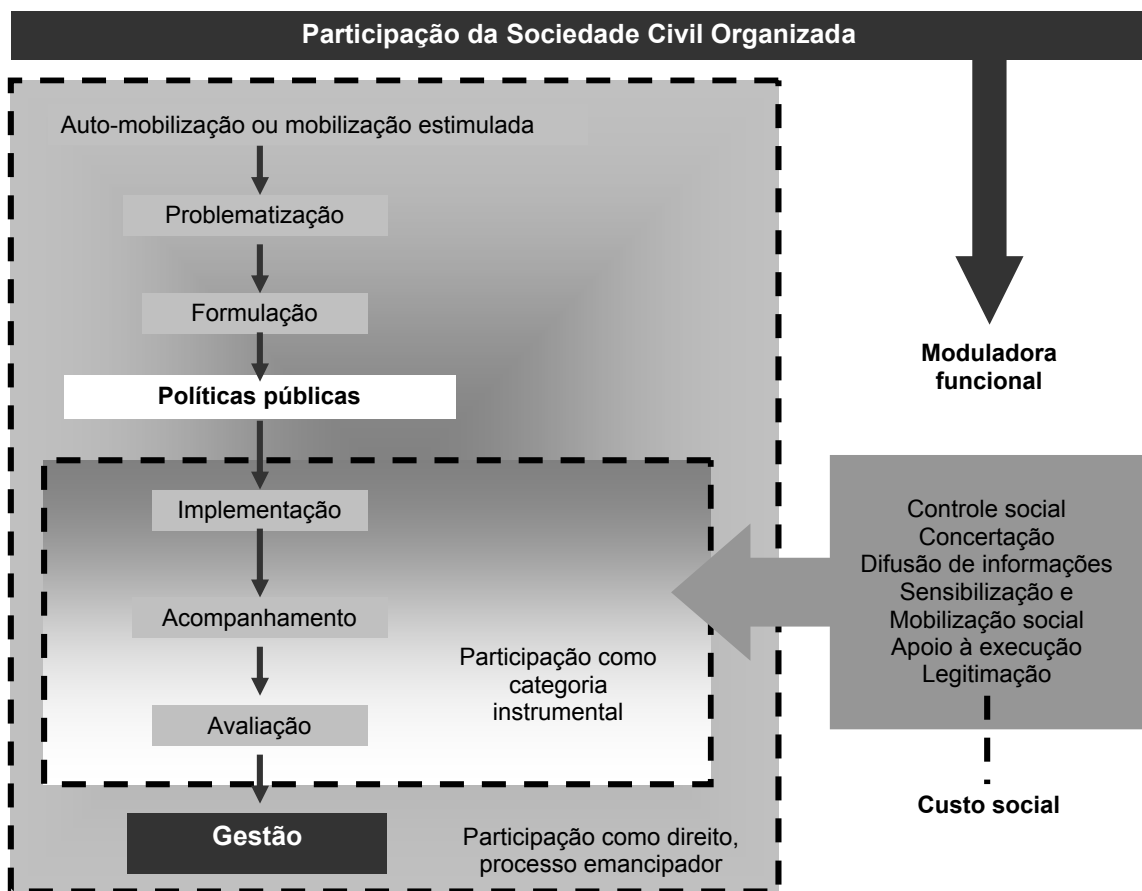 Participação da Sociedade Civil Organizada
Auto-mobilização ou mobilização estimulada
Problematização
Formulação
Políticas públicas
Implementação
Acompanhamento
Avaliação
Participação como
categoria
instrumental
Gestão
Participação como direito,
processo emancipador
Moduladora
funcional
Controle social
Concertação
Difusão de informações
Sensibilização e
Mobilização social
Apoio à execução
Legitimação
Custo social